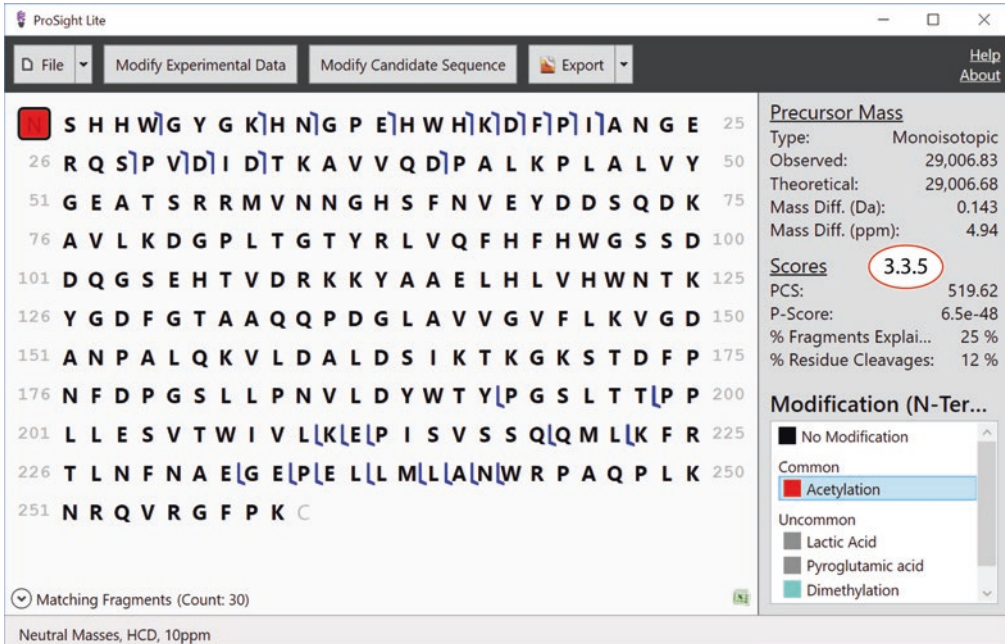 ProSight Lite
File Modify Experimental Data Modify Candidate Sequence Export Help
About
N S H H W G Y G K H N G P E H W H K D F P I A N G E 25
26 R Q S P V D I D T K A V V Q D P A L K P L A L V Y 50
51 G E A T S R R M V N N G H S F N V E Y D D S Q D K 75
76 A V L K D G P L T G T Y R L V Q F H F H W G S S D 100
101 D Q G S E H T V D R K K Y A A E L H L V H W N T K 125
126 Y G D F G T A A Q Q P D G L A V V G V F L K V G D 150
151 A N P A L Q K V L D A L D S I K T K G K S T D F P 175
176 N F D P G S L L P N V L D Y W T Y P G S L T T P P 200
201 L L E S V T W I V L K E P I S V S S Q Q M L K F R 225
226 T L N F N A E G E P E L L M L A N W R P A Q P L K 250
251 N R Q V R G F P K C
Matching Fragments (Count: 30)
Neutral Masses, HCD, 10ppm
Precursor Mass
Type: Monoisotopic
Observed: 29,006.83
Theoretical: 29,006.68
Mass Diff. (Da): 0.143
Mass Diff. (ppm): 4.94
Scores 3.3.5
PCS: 519.62
P-Score: 6.5e-48
% Fragments Explai... 25 %
% Residue Cleavages: 12 %
Modification (N-Ter...
No Modification
Common
Acetylation
Uncommon
Lactic Acid
Pyroglutamic acid
Dimethylation